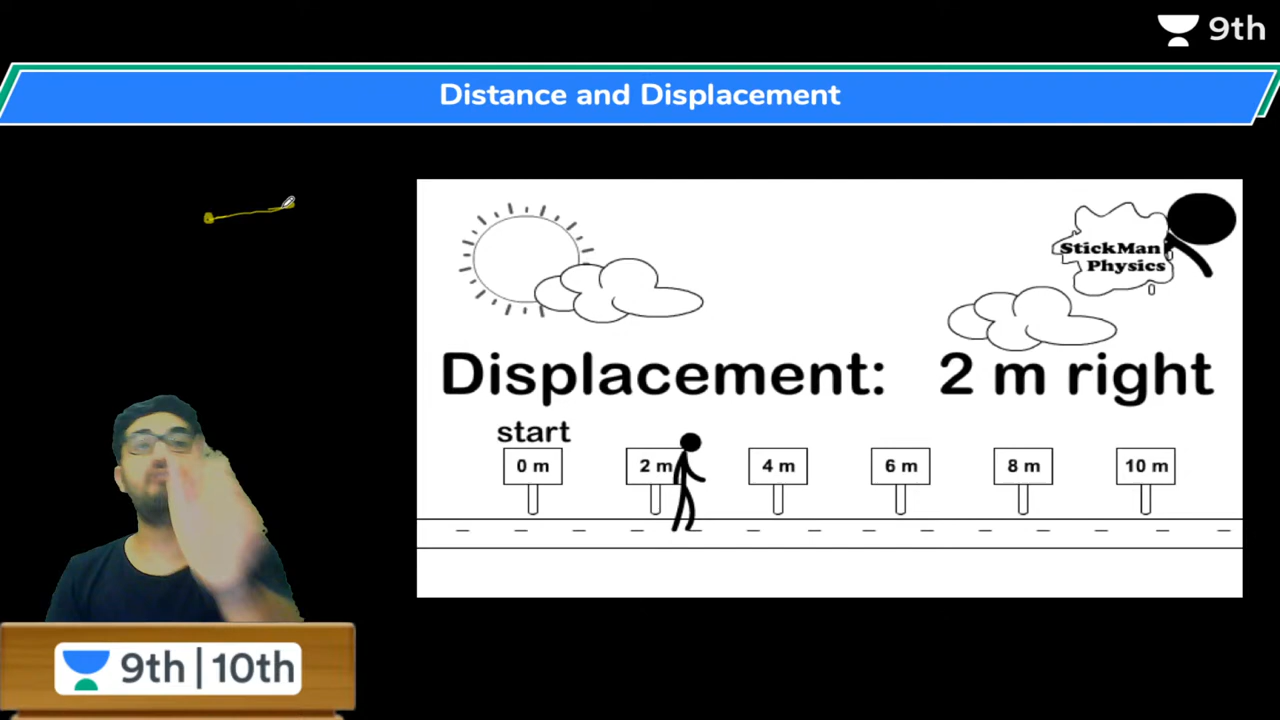 9th
Distance and Displacement
StickMan
Physics
Displacement: 2 m right
start
0 m 2 m 4 m 6 m 8 m 10 m
9th | 10th